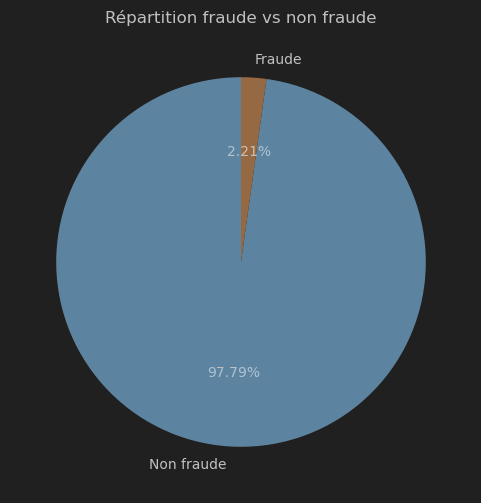 Répartition fraude vs non fraude
Fraude
2.21%
97.79%
Non fraude